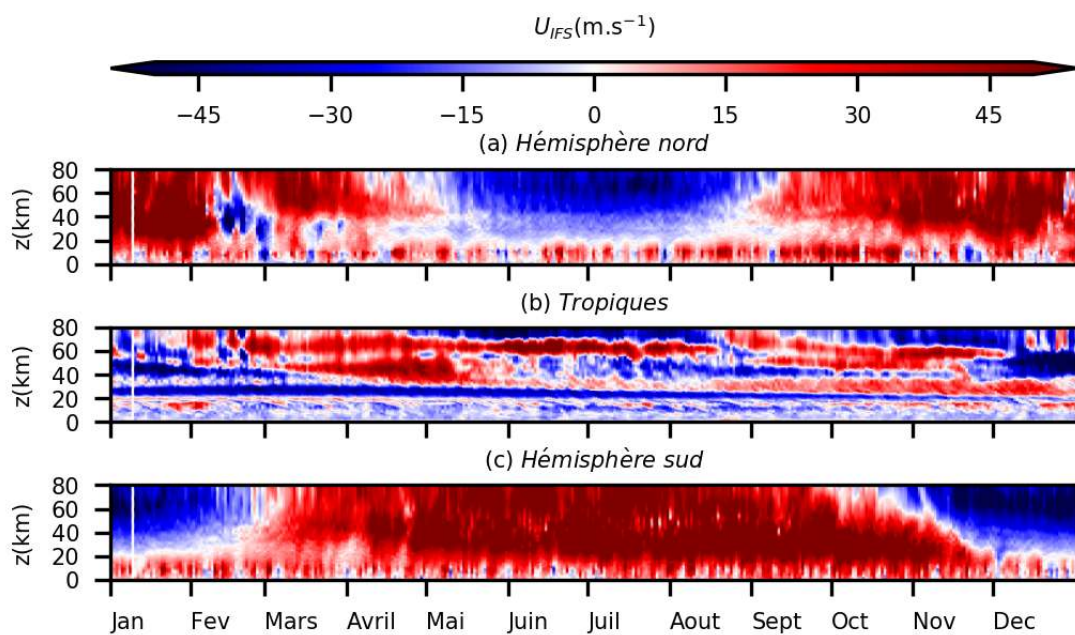 U_IFS(m.s⁻¹)
−45 −30 −15 0 15 30 45
(a) Hémisphère nord
z(km)
80
60
40
20
0
(b) Tropiques
80
60
40
20
0
(c) Hémisphère sud
z(km)
80
60
40
20
0
Jan Fev Mars Avril Mai Juin Juil Aout Sept Oct Nov Dec